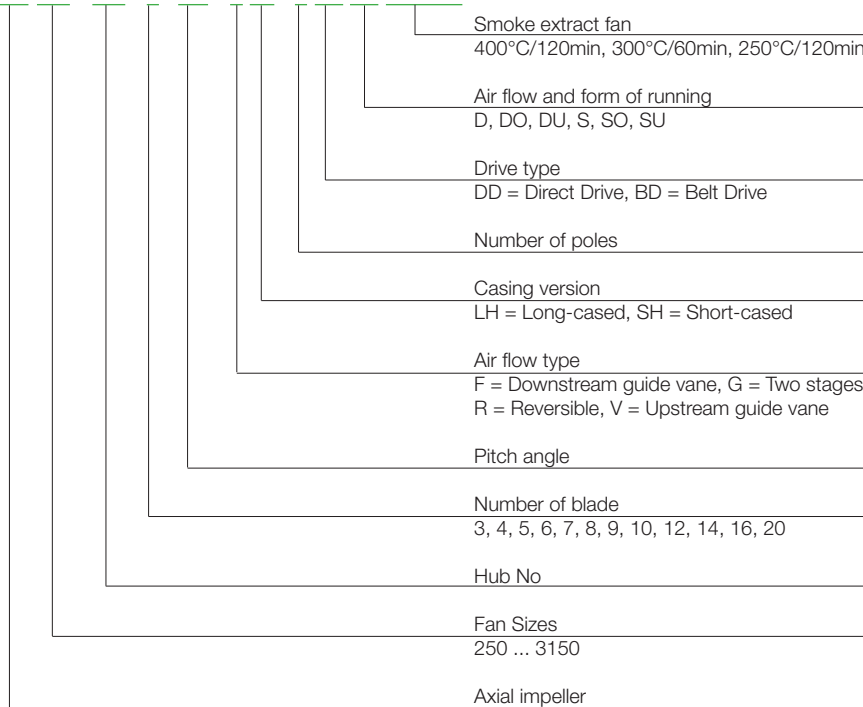 Smoke extract fan
400°C/120min, 300°C/60min, 250°C/120min
Air flow and form of running
D, DO, DU, S, SO, SU
Drive type
DD = Direct Drive, BD = Belt Drive
Number of poles
Casing version
LH = Long-cased, SH = Short-cased
Air flow type
F = Downstream guide vane, G = Two stages
R = Reversible, V = Upstream guide vane
Pitch angle
Number of blade
3, 4, 5, 6, 7, 8, 9, 10, 12, 14, 16, 20
Hub No
Fan Sizes
250 ... 3150
Axial impeller